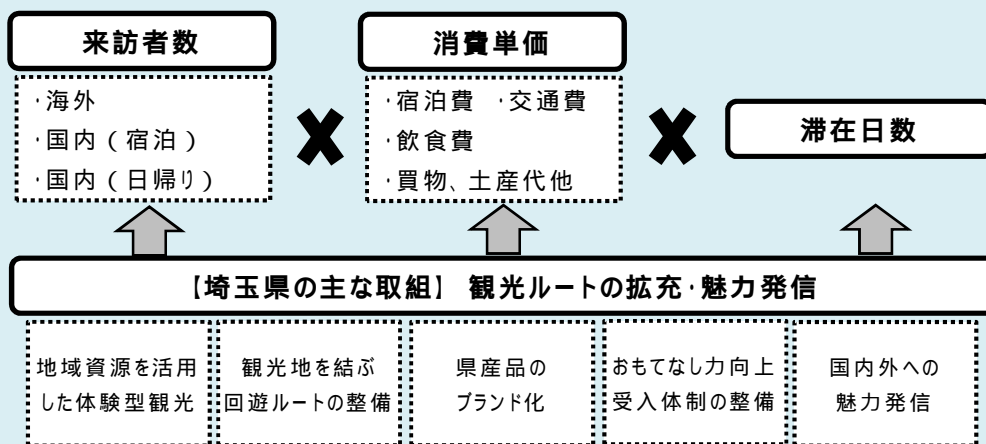 来訪者数
・海外
・国内（宿泊）
・国内（日帰り）
消費単価
・宿泊費 ・交通費
・飲食費
・買物、土産代他
滞在日数
【埼玉県の主な取組】 観光ルートの拡充・魅力発信
地域資源を活用
した体験型観光
観光地を結ぶ
回遊ルートの整備
県産品の
ブランド化
おもてなし力向上
受入体制の整備
国内外への
魅力発信